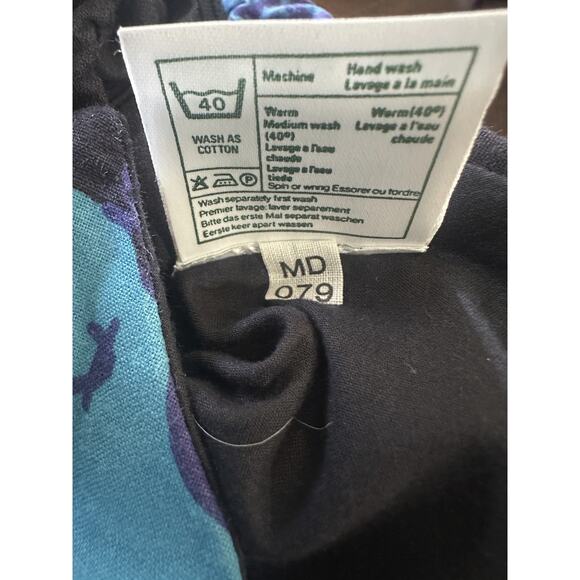 40
WASH AS
COTTON
Machine
Hand wash
Lavage a la main
Warm
Medium wash
(40º)
Lavage a l'eau
chaude
Lavage a l'eau
tiede
Warm(40º)
Lavage a l'eau
chaude
Spin or wring Essorer ou tordre
P
Wash separately first wash
Premier lavage: laver separement
Bitte das erste Mal separat waschen
Eerste keer apart wassen
MD
079